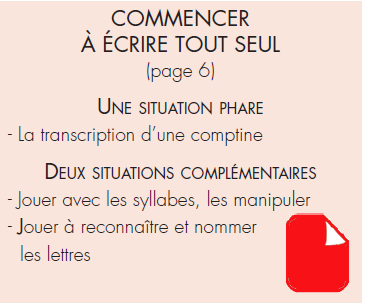 COMMENCER
À ÉCRIRE TOUT SEUL
(page 6)
UNE SITUATION PHARE
- La transcription d'une comptine
DEUX SITUATIONS COMPLÉMENTAIRES
- Jouer avec les syllabes, les manipuler
- Jouer à reconnaître et nommer
les lettres